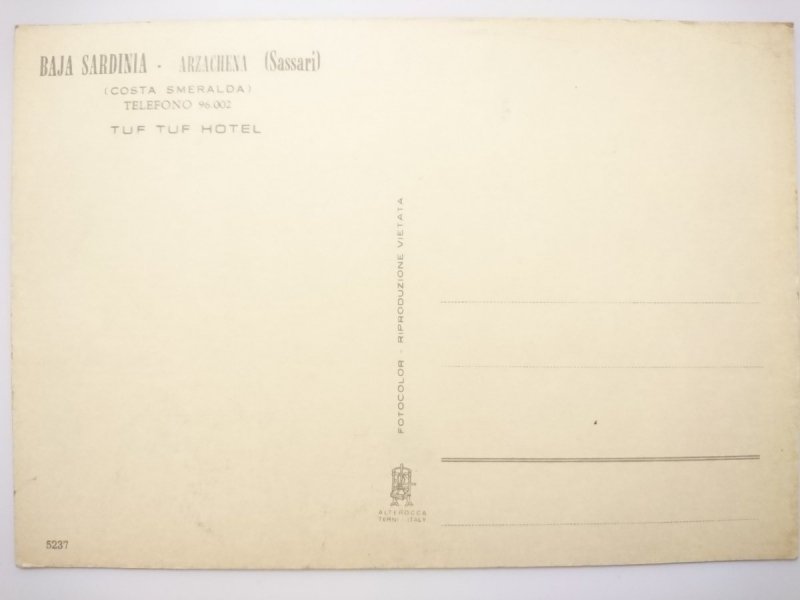 BAJA SARDINIA - ARZACHENA (Sassari)
(COSTA SMERALDA)
TELEFONO 96.002
TUF TUF HOTEL
FOTOCOLOR - RIPRODUZIONE VIETATA
ALTEROCCA
TERNI ITALY
5237